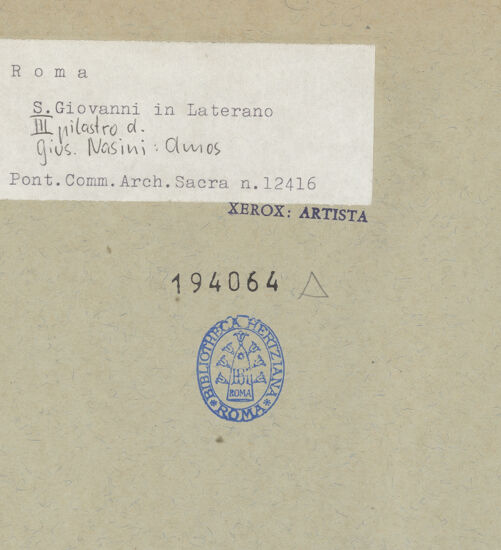 Roma
S.Giovanni in Laterano
III pilastro d.
Gius. Nasini: Amos
Pont.Comm.Arch.Sacra n.12416
XEROX: ARTISTA
194064
BIBLIOTHECA HERTZIANA
BH
ROMA
* ROMA *